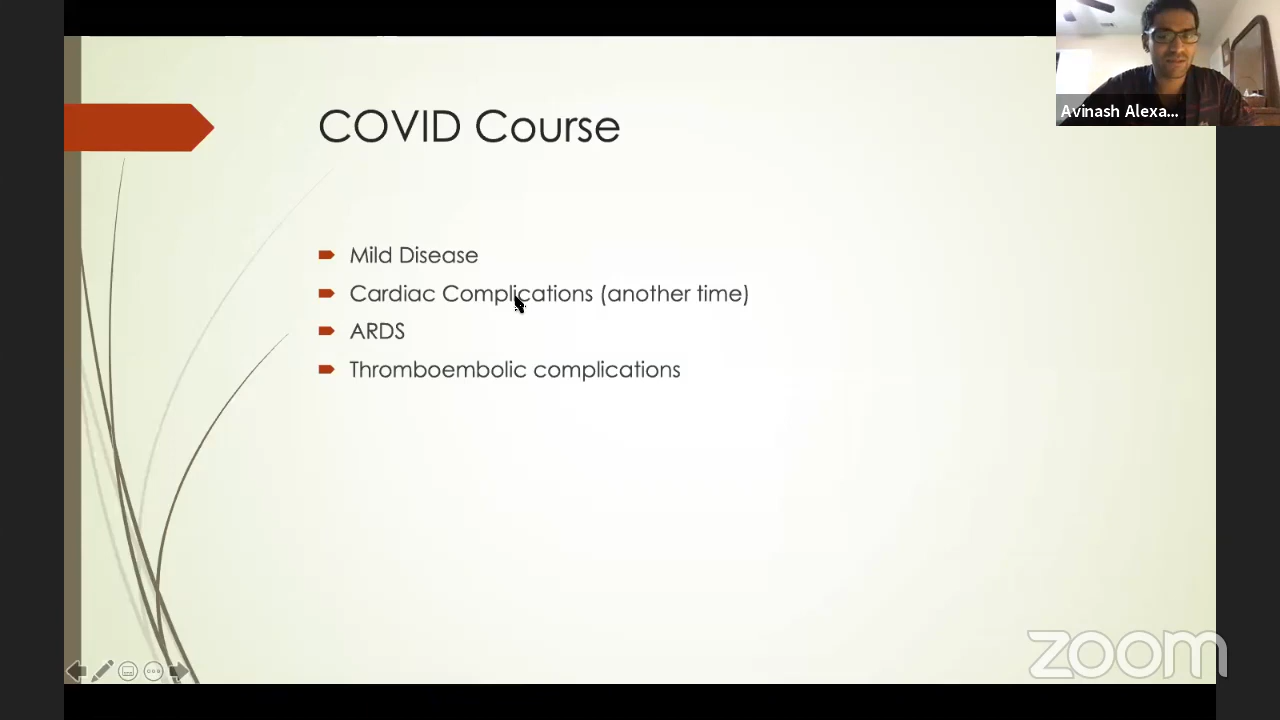 COVID Course
Mild Disease
Cardiac Complications (another time)
ARDS
Thromboembolic complications
Avinash Alexa...
zoom